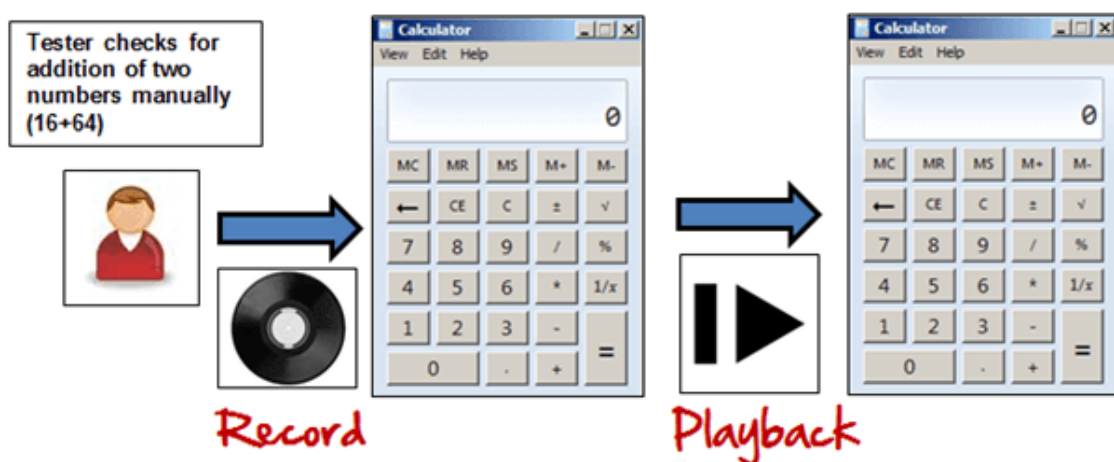 Tester checks for
addition of two
numbers manually
(16+64)
Calculator
View Edit Help
0
MC MR MS M+ M-
← CE C ± √
7 8 9 / %
4 5 6 * 1/x
1 2 3 -
=
0 . +
Record
Calculator
View Edit Help
0
MC MR MS M+ M-
← CE C ± √
7 8 9 / %
4 5 6 * 1/x
1 2 3 -
=
0 . +
Playback